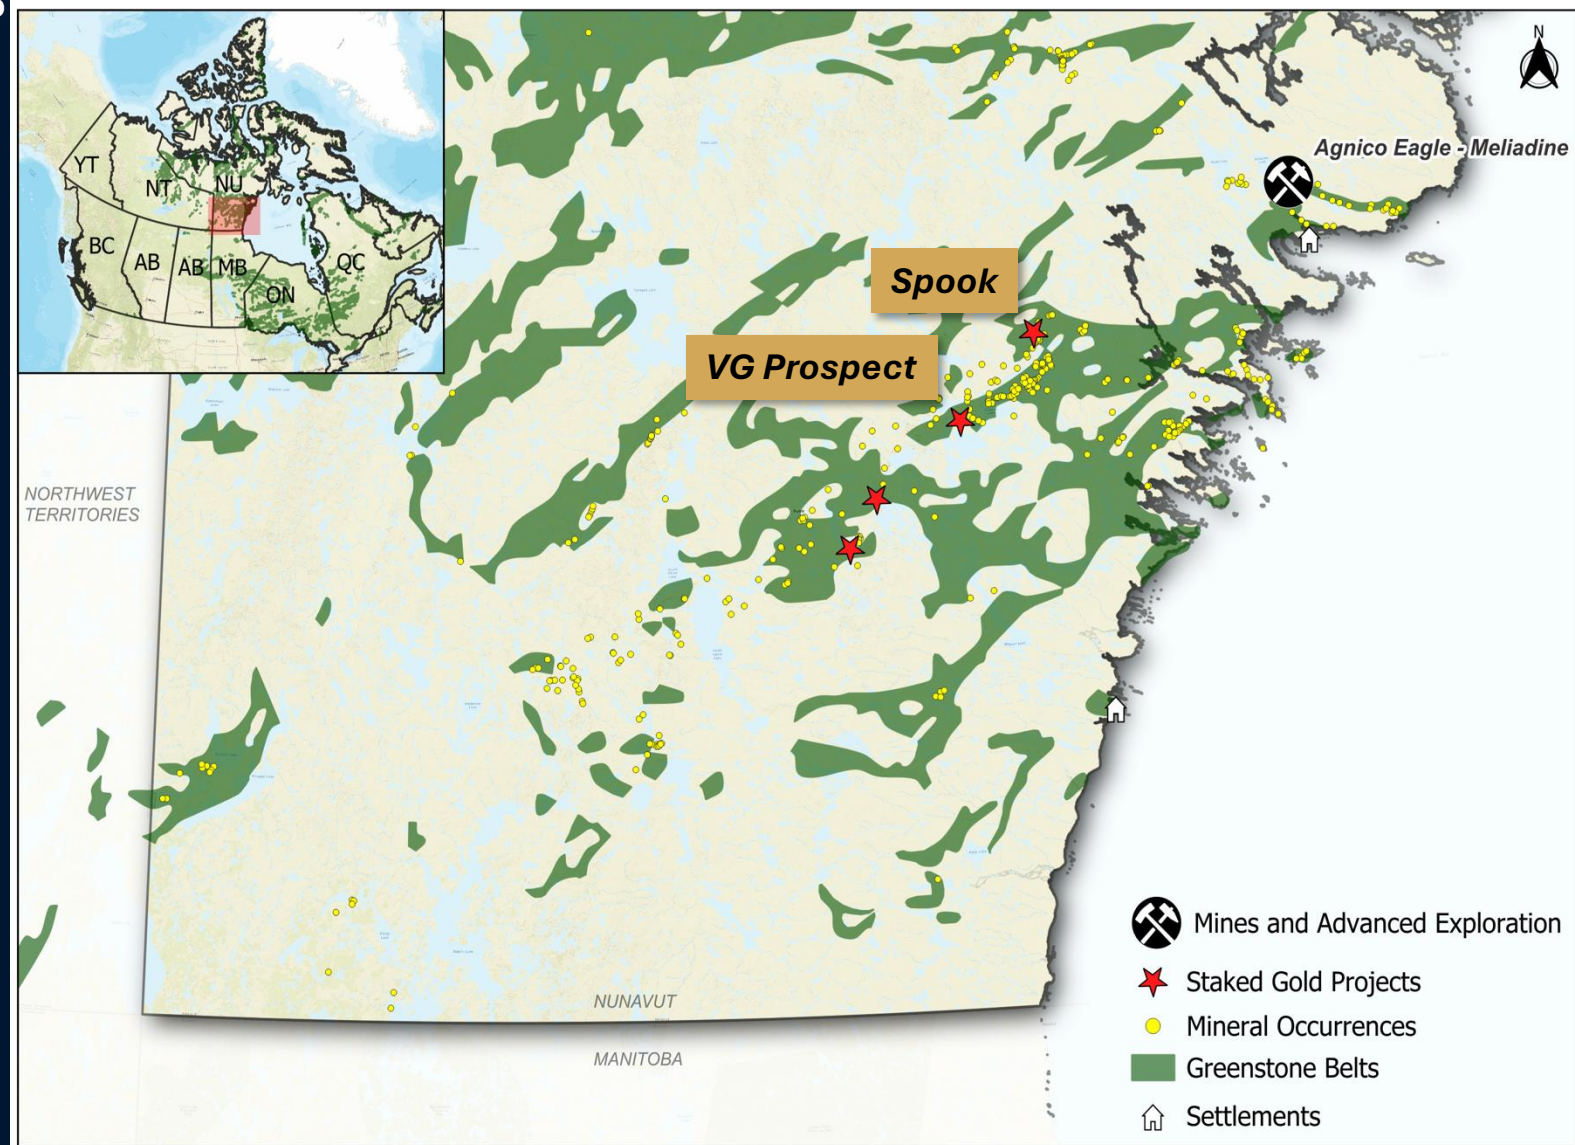 N
Agnico Eagle - Meliadine
YT
NT
NU
BC
AB
AB
MB
ON
QC
Spook
VG Prospect
NORTHWEST
TERRITORIES
NUNAVUT
MANITOBA
Mines and Advanced Exploration
Staked Gold Projects
Mineral Occurrences
Greenstone Belts
Settlements